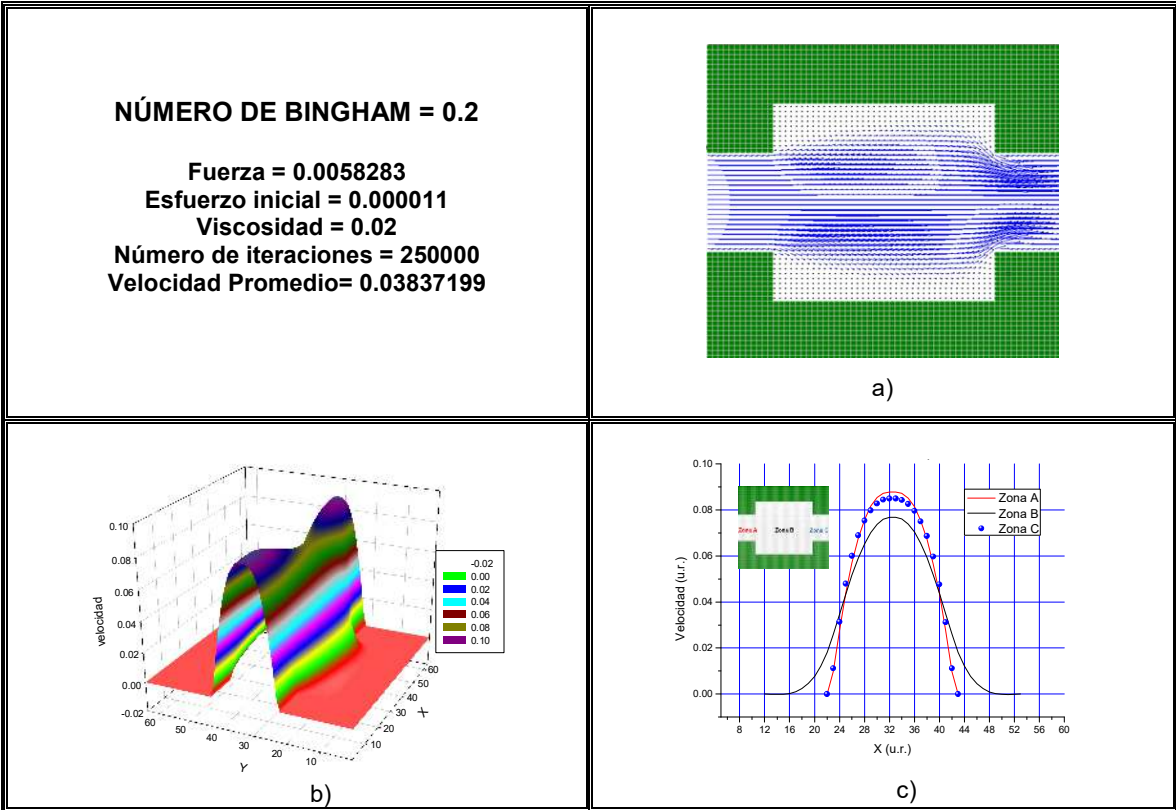 NÚMERO DE BINGHAM = 0.2
Fuerza = 0.0058283
Esfuerzo inicial = 0.000011
Viscosidad = 0.02
Número de iteraciones = 250000
Velocidad Promedio= 0.03837199
a)
0.10
0.08
0.06
0.04
0.02
0.00
-0.02
velocidad
60
50
40
30
20
10
Y
10
20
30
40
50
60
X
-0.02
0.00
0.02
0.04
0.06
0.08
0.10
b)
0.10
0.08
0.06
0.04
0.02
0.00
Velocidad (u.r.)
Zona A
Zona B
Zona C
Zona A
Zona B
Zona C
8 12 16 20 24 28 32 36 40 44 48 52 56 60
X (u.r.)
c)